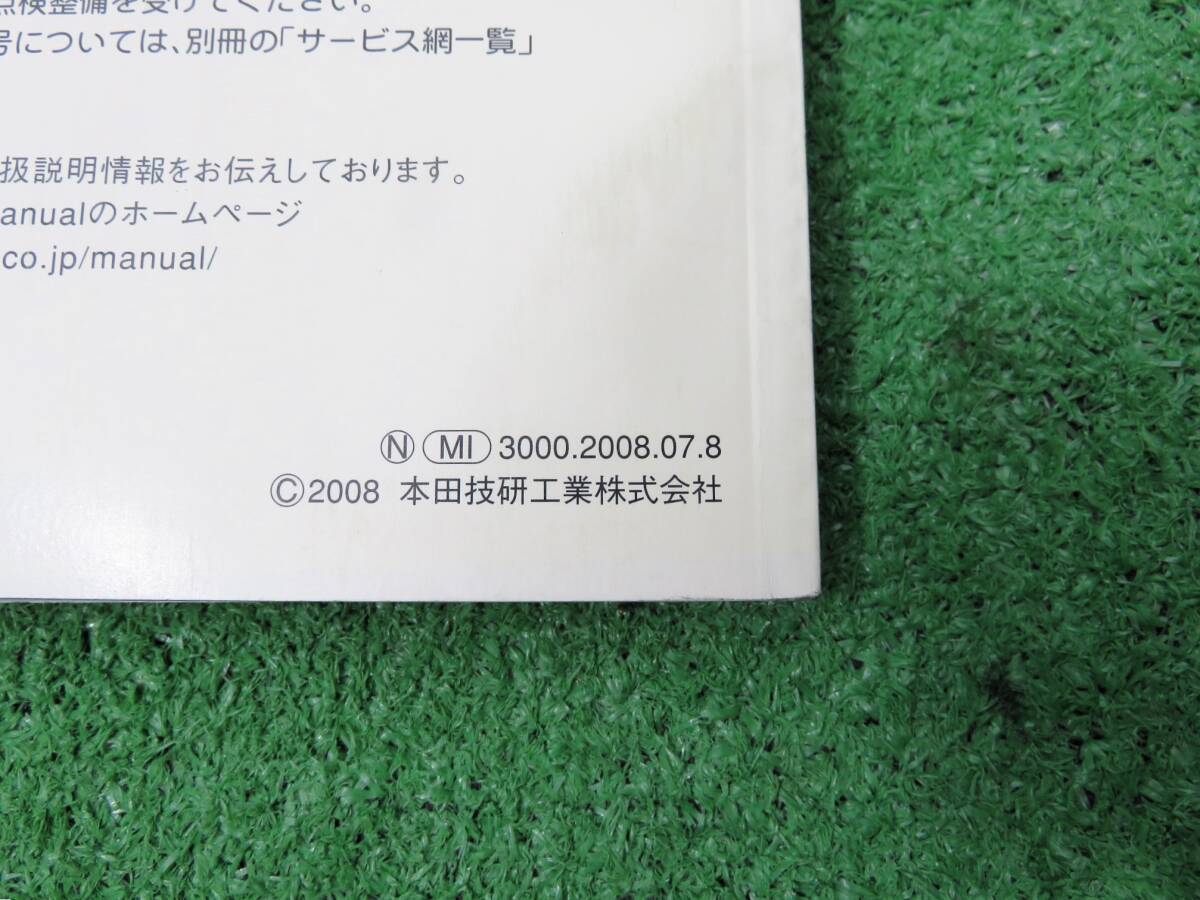 点検整備を受けてください。
号については、別冊の「サービス網一覧」
扱説明情報をお伝えしております。
anualのホームページ
co.jp/manual/
Ⓝ MI 3000.2008.07.8
©2008 本田技研工業株式会社